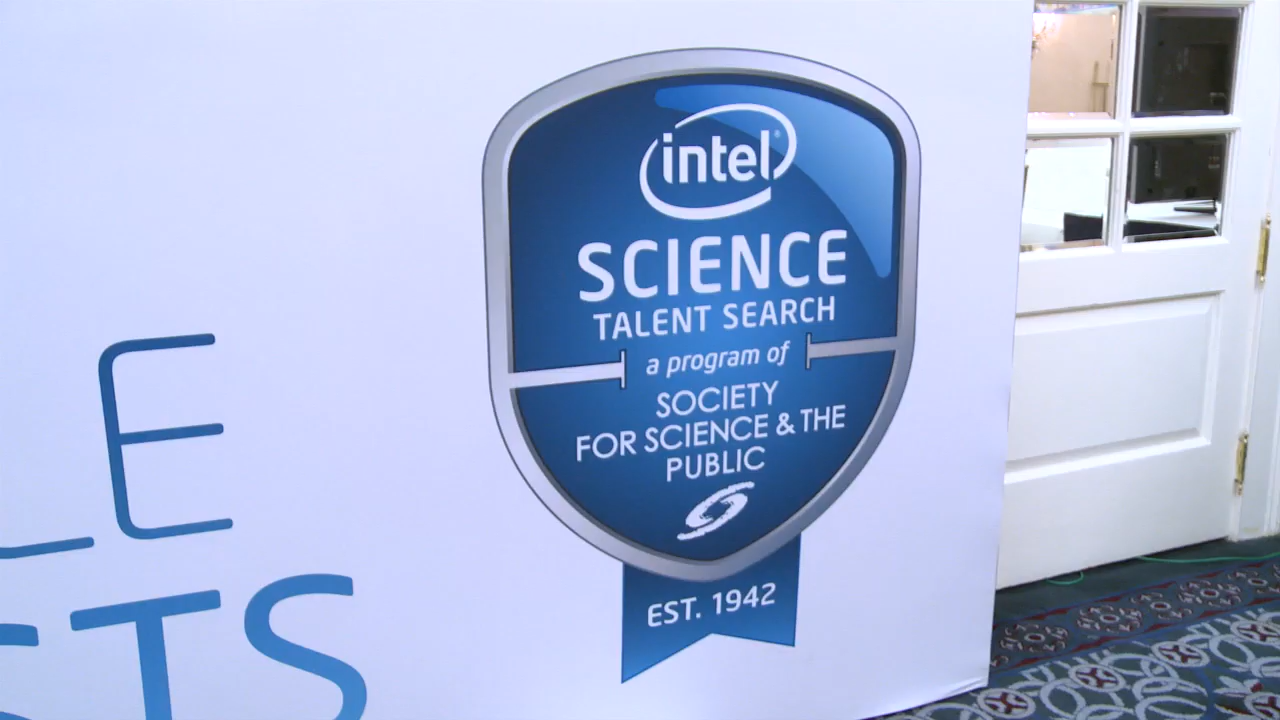 intel
SCIENCE
TALENT SEARCH
a program of
SOCIETY
FOR SCIENCE & THE
PUBLIC
EST. 1942